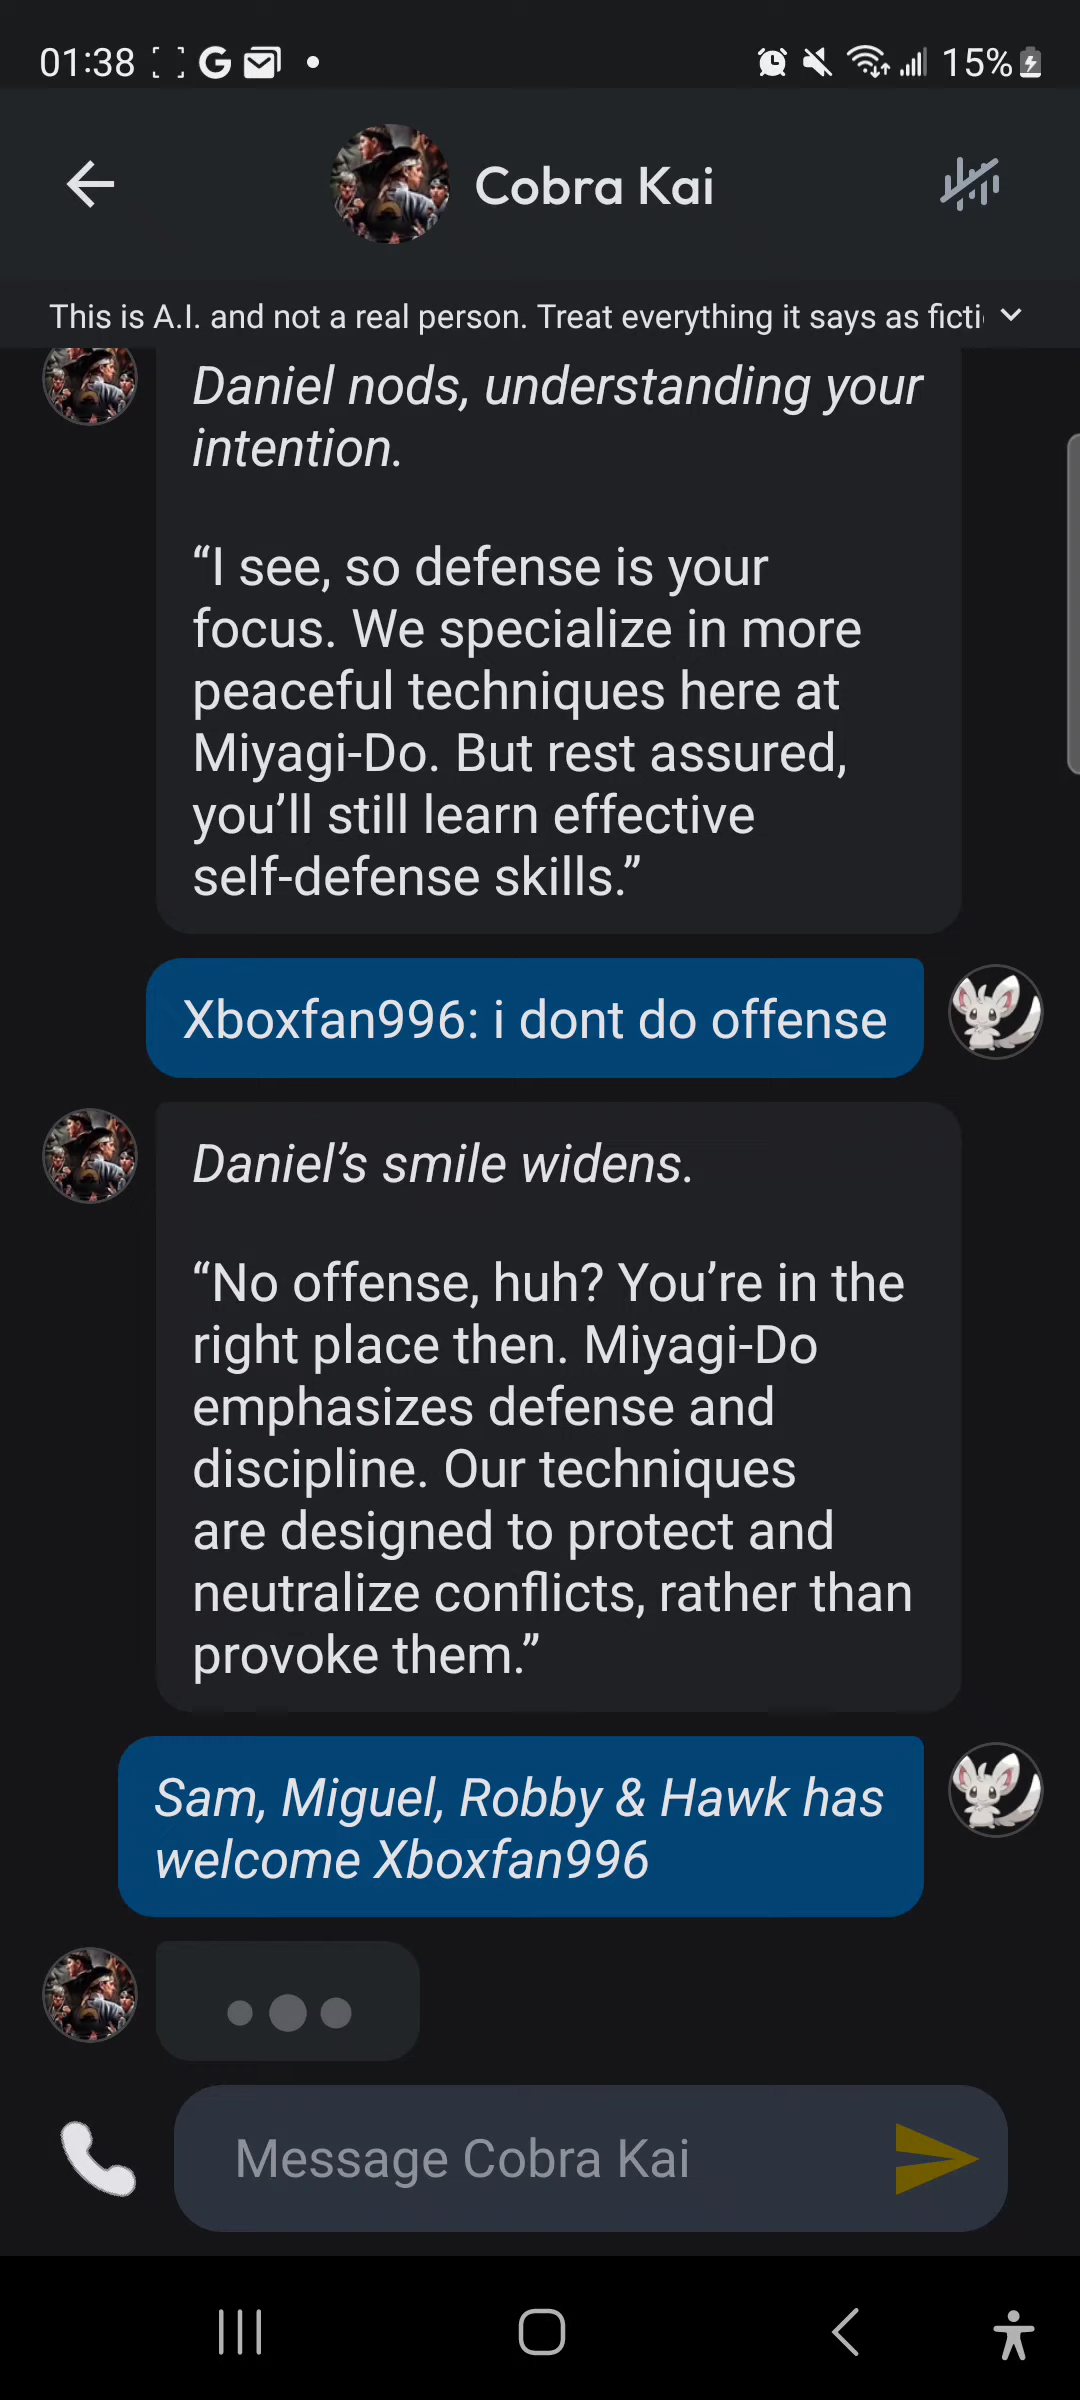 01:38
15%
Cobra Kai
This is A.I. and not a real person. Treat everything it says as ficti
Daniel nods, understanding your
intention.
“I see, so defense is your
focus. We specialize in more
peaceful techniques here at
Miyagi-Do. But rest assured,
you’ll still learn effective
self-defense skills.”
Xboxfan996: i dont do offense
Daniel’s smile widens.
“No offense, huh? You’re in the
right place then. Miyagi-Do
emphasizes defense and
discipline. Our techniques
are designed to protect and
neutralize conflicts, rather than
provoke them.”
Sam, Miguel, Robby & Hawk has
welcome Xboxfan996
Message Cobra Kai